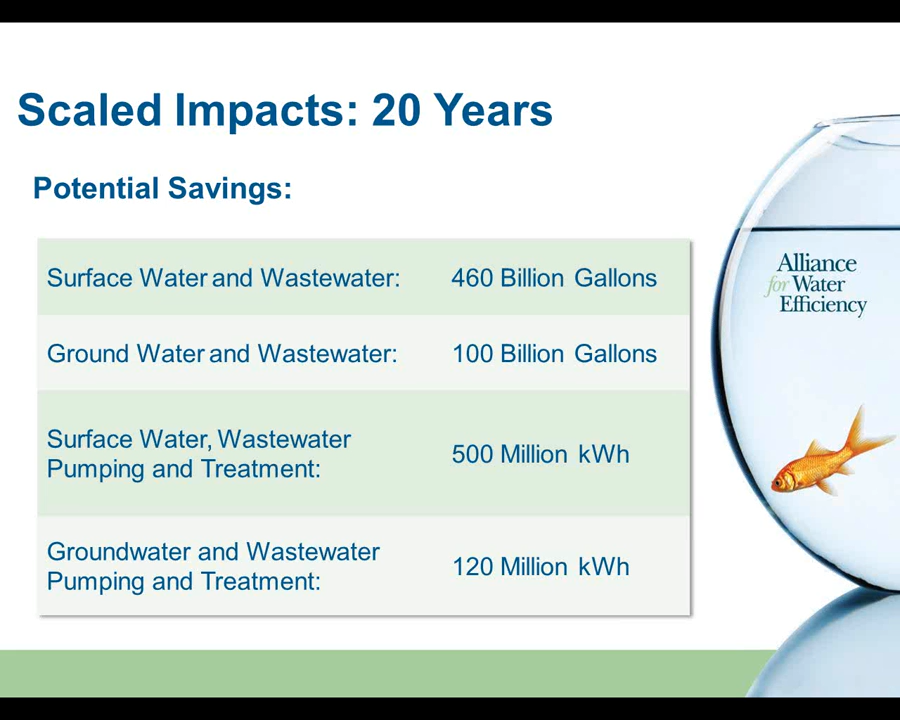 Scaled Impacts: 20 Years
Potential Savings:
Surface Water and Wastewater: 460 Billion Gallons
Ground Water and Wastewater: 100 Billion Gallons
Surface Water, Wastewater
Pumping and Treatment: 500 Million kWh
Groundwater and Wastewater
Pumping and Treatment: 120 Million kWh
Alliance
for Water
Efficiency